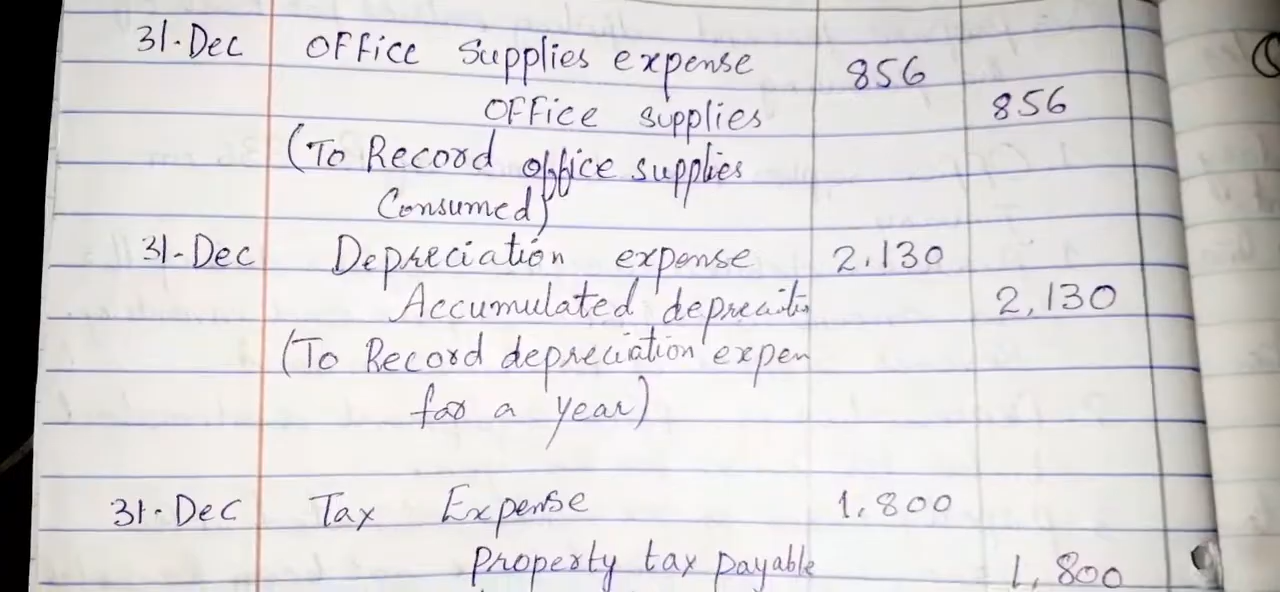 31-Dec Office Supplies expense 856
Office supplies 856
(To Record office supplies
Consumed)
31-Dec Depreciation expense 2,130
Accumulated 2,130
(To Record depreciation expen
for a year)
31-Dec Tax Expense 1,800
Property tax payable 1,800